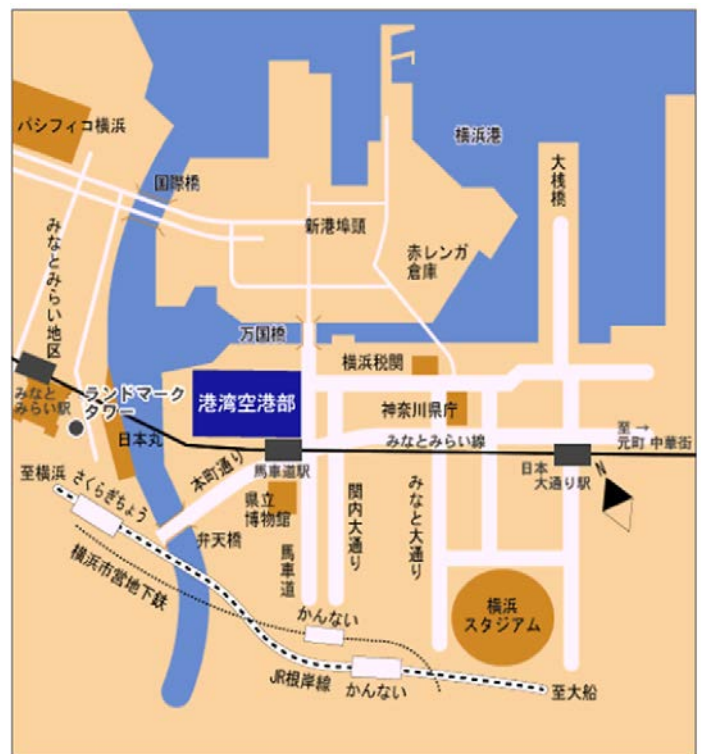 パシフィコ横浜
国際橋
横浜港
大桟橋
新港埠頭
赤レンガ
倉庫
みなとみらい地区
万国橋
横浜税関
みなと
みらい駅
ランドマーク
タワー
港湾空港部
神奈川県庁
みなとみらい線
至→
元町 中華街
日本丸
本町通り
馬車道駅
日本
大通り駅
N
至横浜
さくらぎちょう
県立
博物館
弁天橋
馬車道
関内大通り
みなと大通り
横浜市営地下鉄
かんない
横浜
スタジアム
JR根岸線
かんない
至大船